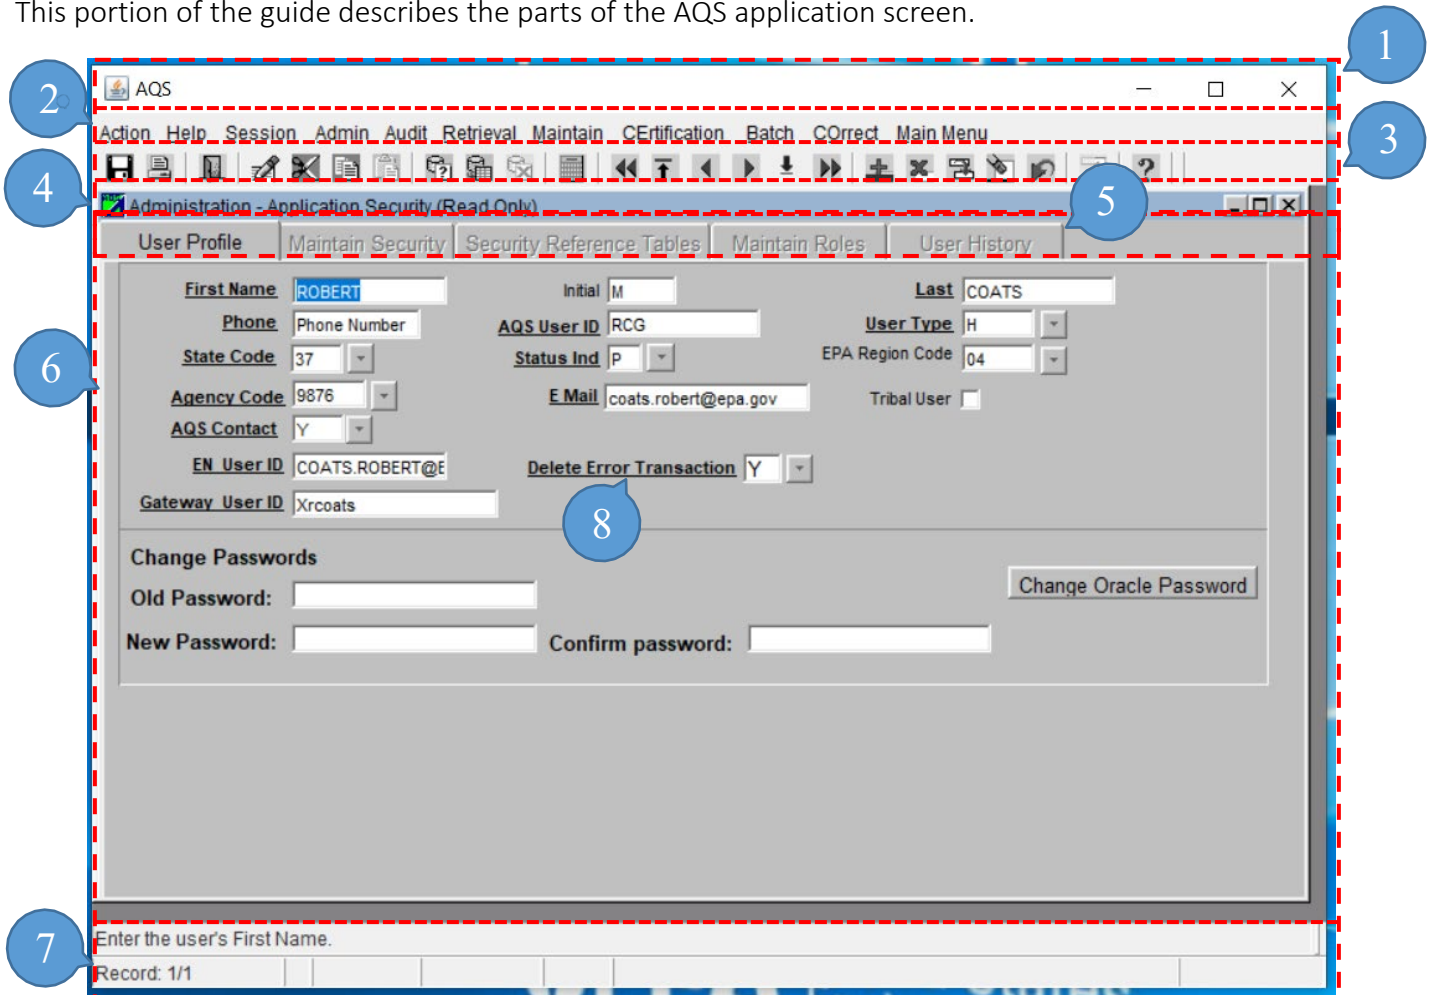 This portion of the guide describes the parts of the AQS application screen.
1
AQS
2
Action Help Session Admin Audit Retrieval Maintain CErtification Batch COrrect Main Menu
3
4
Administration - Application Security (Read Only)
5
User Profile Maintain Security Security Reference Tables Maintain Roles User History
First Name ROBERT Initial M Last COATS
Phone Phone Number AQS User ID RCG User Type H
6
State Code 37 Status Ind P EPA Region Code 04
Agency Code 9876 E Mail coats.robert@epa.gov Tribal User
AQS Contact Y
EN User ID COATS.ROBERT@E Delete Error Transaction Y
Gateway User ID Xrcoats
8
Change Passwords
Change Oracle Password
Old Password:
New Password: Confirm password:
7
Enter the user's First Name.
Record: 1/1